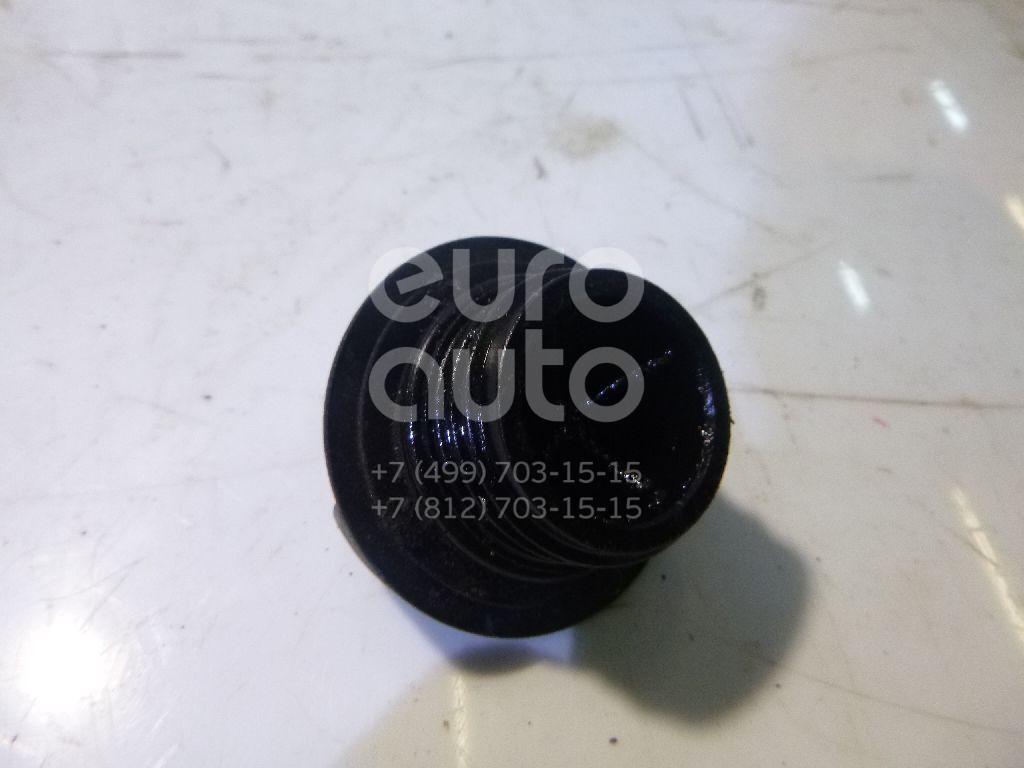 euro
auto
+7 (499) 703-15-15
+7 (812) 703-15-15